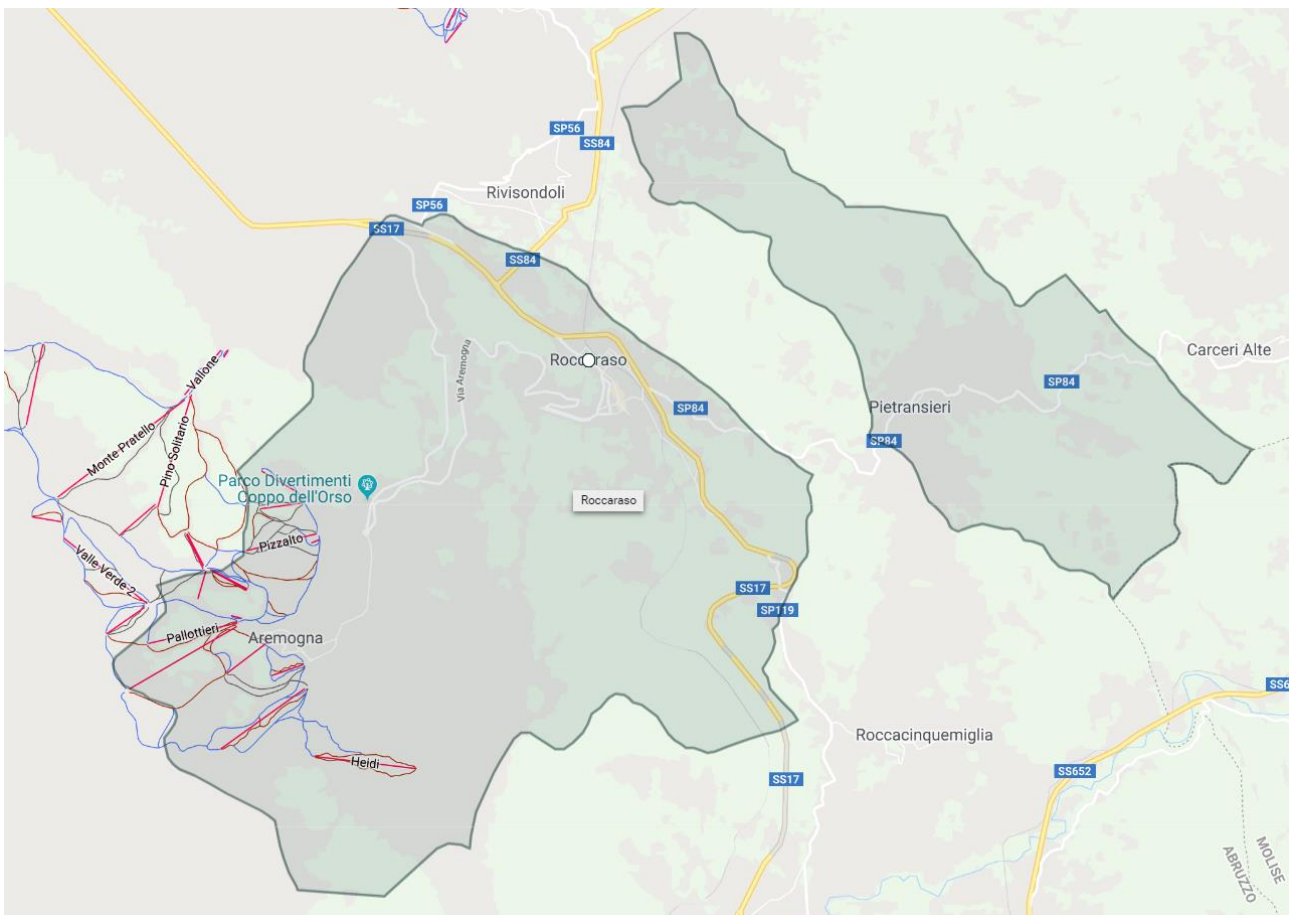 SP56
SS84
Rivisondoli
SP56
SS17
SS84
Vallone
Via Aremogna
Roccaraso
Carceri Alte
SP84
SP84
Pietransieri
Monte Pratello
Pino Solitario
SP84
Parco Divertimenti
Coppo dell'Orso
Roccaraso
Pizzalto
Valle Verde 2
SS17
SP119
Pallottieri
Aremogna
SS6
Roccacinquemiglia
Heidi
SS17
SS652
MOLISE
ABRUZZO